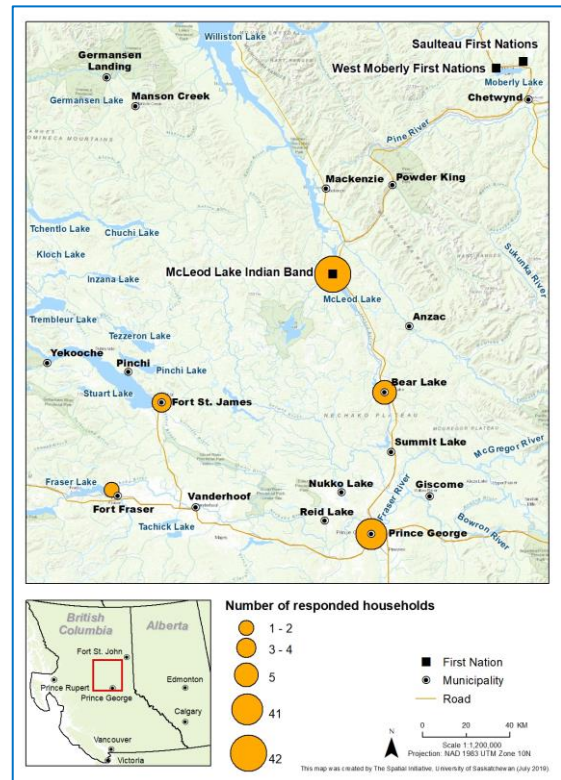 Williston Lake
Saulteau First Nations
Germansen
Landing
West Moberly First Nations
Moberly Lake
Germansen Lake
Manson Creek
Chetwynd
Pine River
Mackenzie
Powder King
Tchentlo Lake
Chuchi Lake
Kloch Lake
Sukunka River
McLeod Lake Indian Band
Inzana Lake
McLeod Lake
Trembleur Lake
Anzac
Tezzeron Lake
Yekooche
Pinchi
Pinchi Lake
Bear Lake
Stuart Lake
Fort St. James
NECHAKO PLATEAU
Summit Lake
McGregor River
Fraser Lake
Nukko Lake
Fraser River
Giscome
Fort Fraser
Vanderhoof
Reid Lake
Tachick Lake
Prince George
Bowron River
Number of responded households
1 - 2
3 - 4
5
41
42
British
Columbia
Alberta
Fort St. John
Prince Rupert
Prince George
Edmonton
Calgary
Vancouver
Victoria
First Nation
Municipality
Road
N
0 20 40 KM
Scale 1:1,200,000
Projection: NAD 1983 UTM Zone 10N
This map was created by The Spatial Initiative, University of Saskatchewan (July 2019).